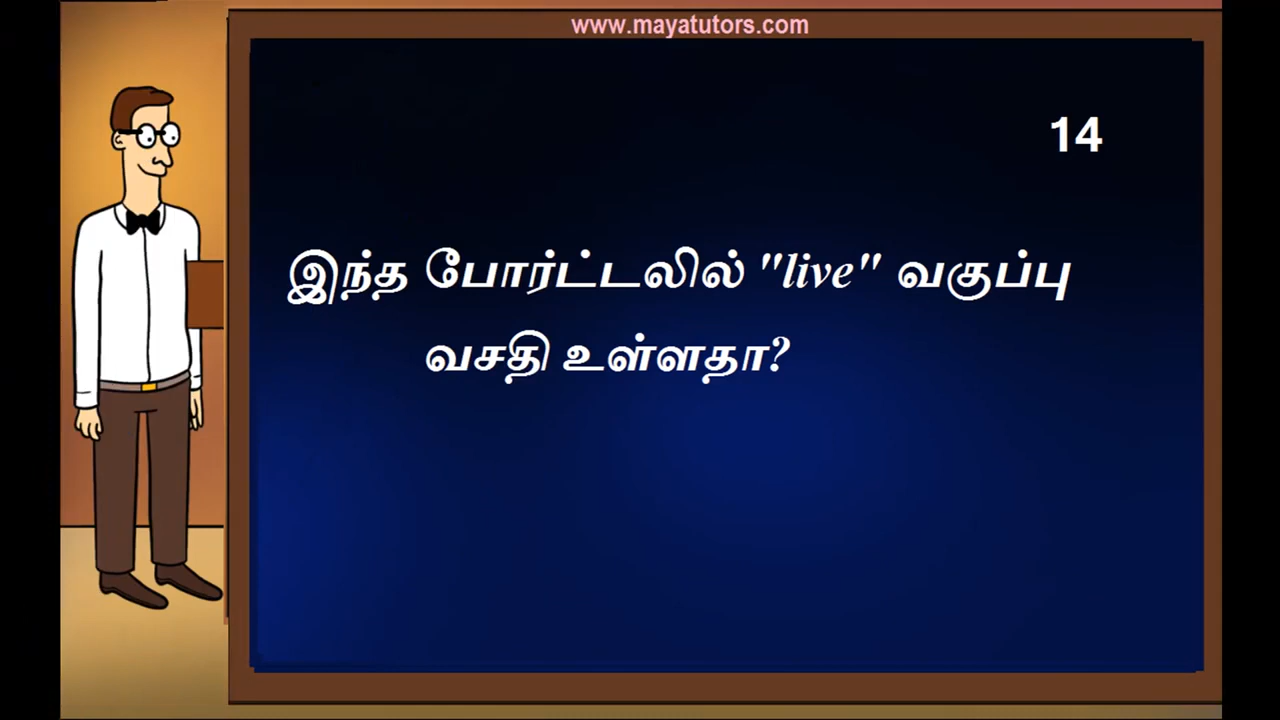 www.mayatutors.com
14
இந்த போர்ட்டலில் "live" வகுப்பு
வசதி உள்ளதா?